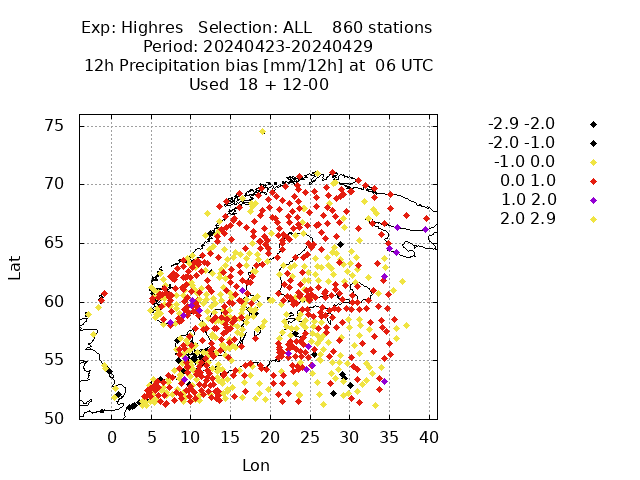 Exp: Highres   Selection: ALL    860 stations
Period: 20240423-20240429
12h Precipitation bias [mm/12h] at  06 UTC
Used  18 + 12-00
75
70
65
60
55
50
Lat
0 5 10 15 20 25 30 35 40
Lon
-2.9 -2.0
-2.0 -1.0
-1.0 0.0
0.0 1.0
1.0 2.0
2.0 2.9